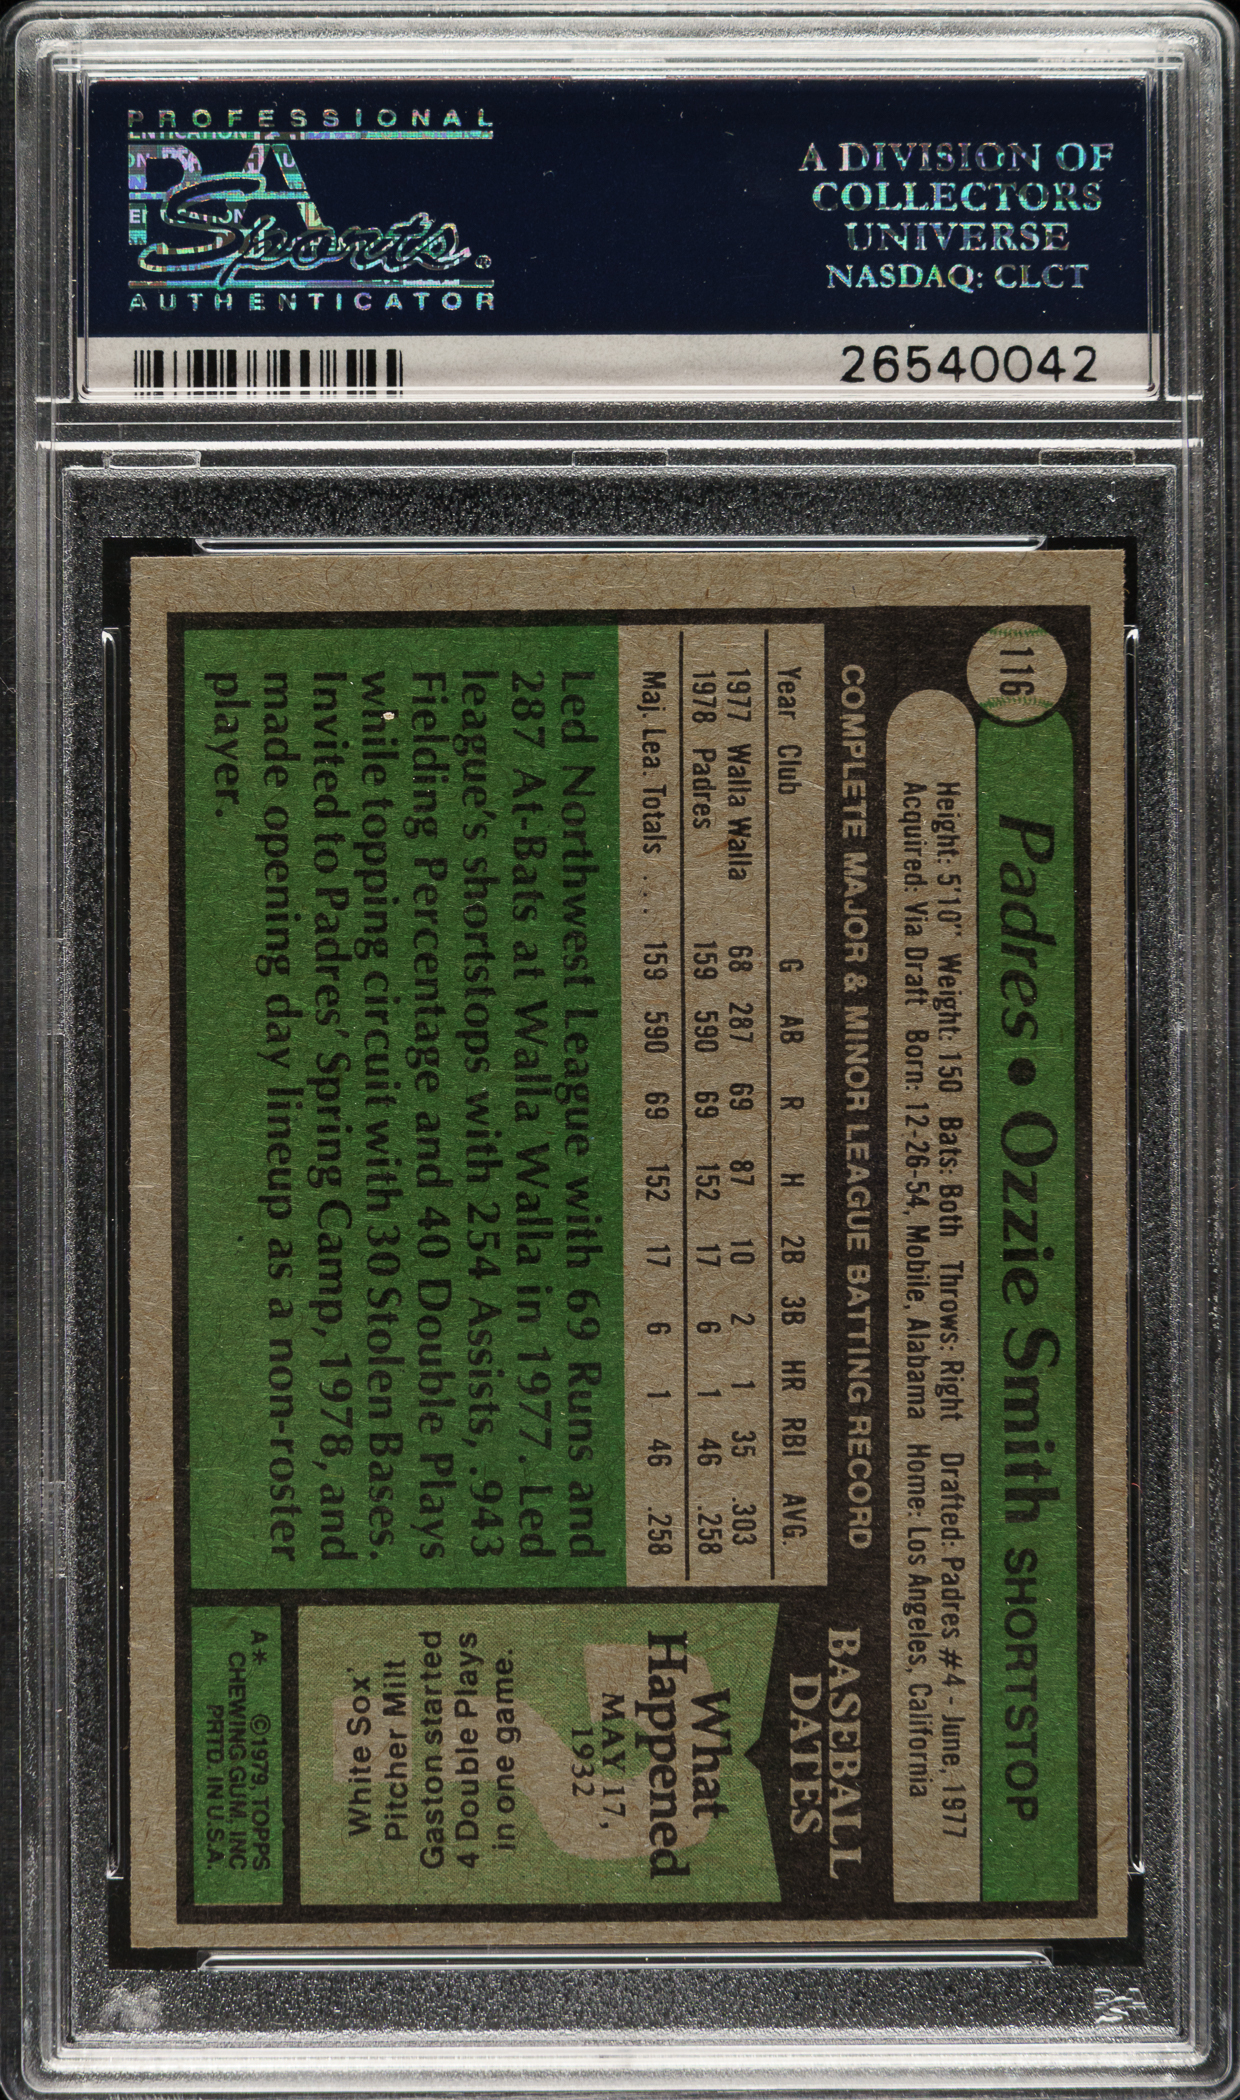 PROFESSIONAL
PSA
Sports®
AUTHENTICATOR
A DIVISION OF
COLLECTORS
UNIVERSE
NASDAQ: CLCT
26540042
116
Padres • Ozzie Smith SHORTSTOP
Height: 5'10" Weight: 150 Bats: Both Throws: Right Drafted: Padres #4 - June, 1977
Acquired: Via Draft Born: 12-26-54, Mobile, Alabama Home: Los Angeles, California
COMPLETE MAJOR & MINOR LEAGUE BATTING RECORD
Year Club G AB R H 2B 3B HR RBI AVG.
1977 Walla Walla 68 287 69 87 10 2 1 35 .303
1978 Padres 159 590 69 152 17 6 1 46 .258
Maj. Lea. Totals . . . 159 590 69 152 17 6 1 46 .258
Led Northwest League with 69 Runs and
287 At-Bats at Walla Walla in 1977. Led
league's shortstops with 254 Assists, .943
Fielding Percentage and 40 Double Plays
while topping circuit with 30 Stolen Bases.
Invited to Padres' Spring Camp, 1978, and
made opening day lineup as a non-roster
player.
BASEBALL
DATES
What
Happened
MAY 17,
1932
?
White Sox'
Pitcher Milt
Gaston started
4 Double Plays
in one game.
A* ©1979 TOPPS
CHEWING GUM, INC
PRTD. IN U.S.A.